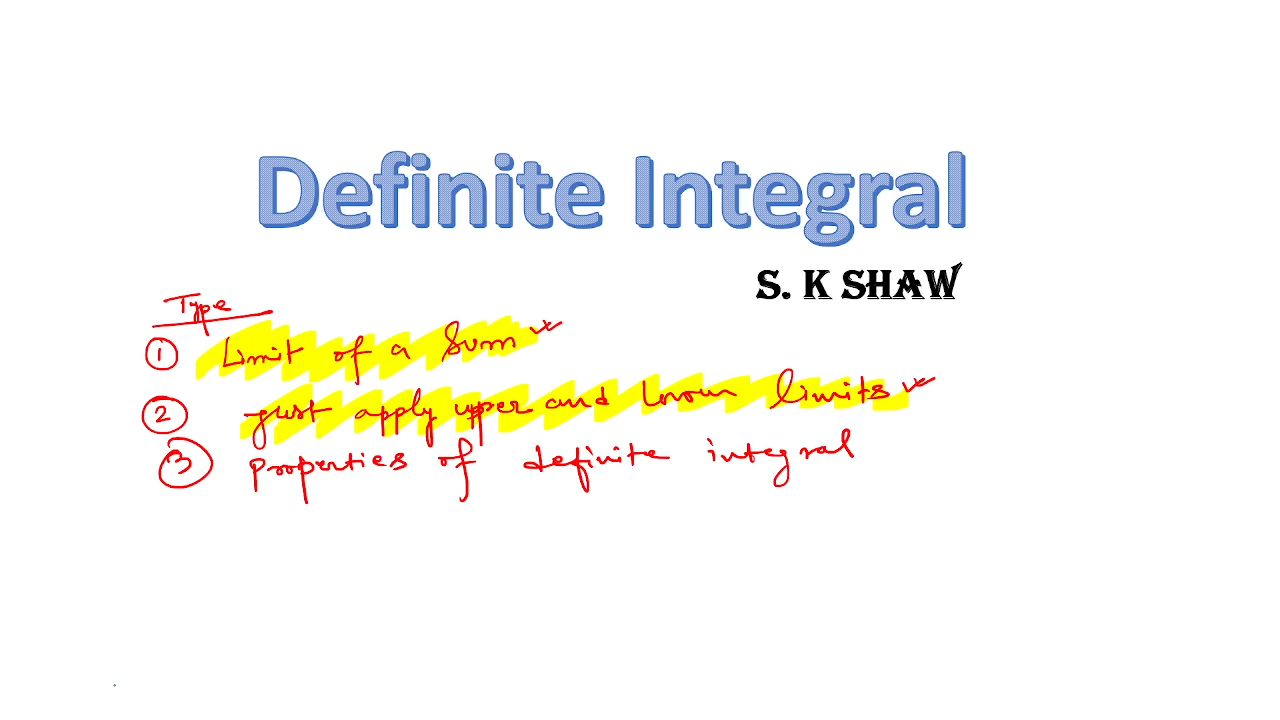 Definite Integral
S. K SHAW
Type
① Limit of a Sum
② Just apply upper and lower limits
③ properties of definite integral